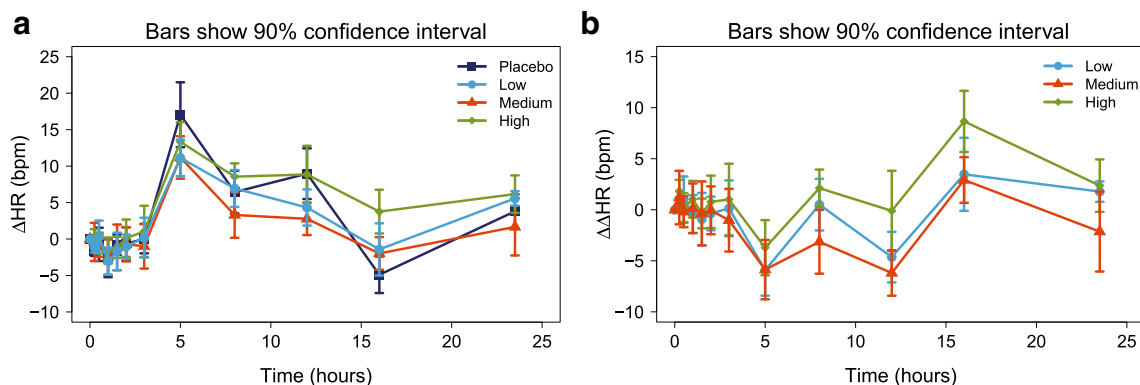 a
Bars show 90% confidence interval
ΔHR (bpm)
25
20
15
10
5
0
−5
−10
Placebo
Low
Medium
High
0 5 10 15 20 25
Time (hours)
b
Bars show 90% confidence interval
ΔΔHR (bpm)
15
10
5
0
−5
−10
Low
Medium
High
0 5 10 15 20 25
Time (hours)